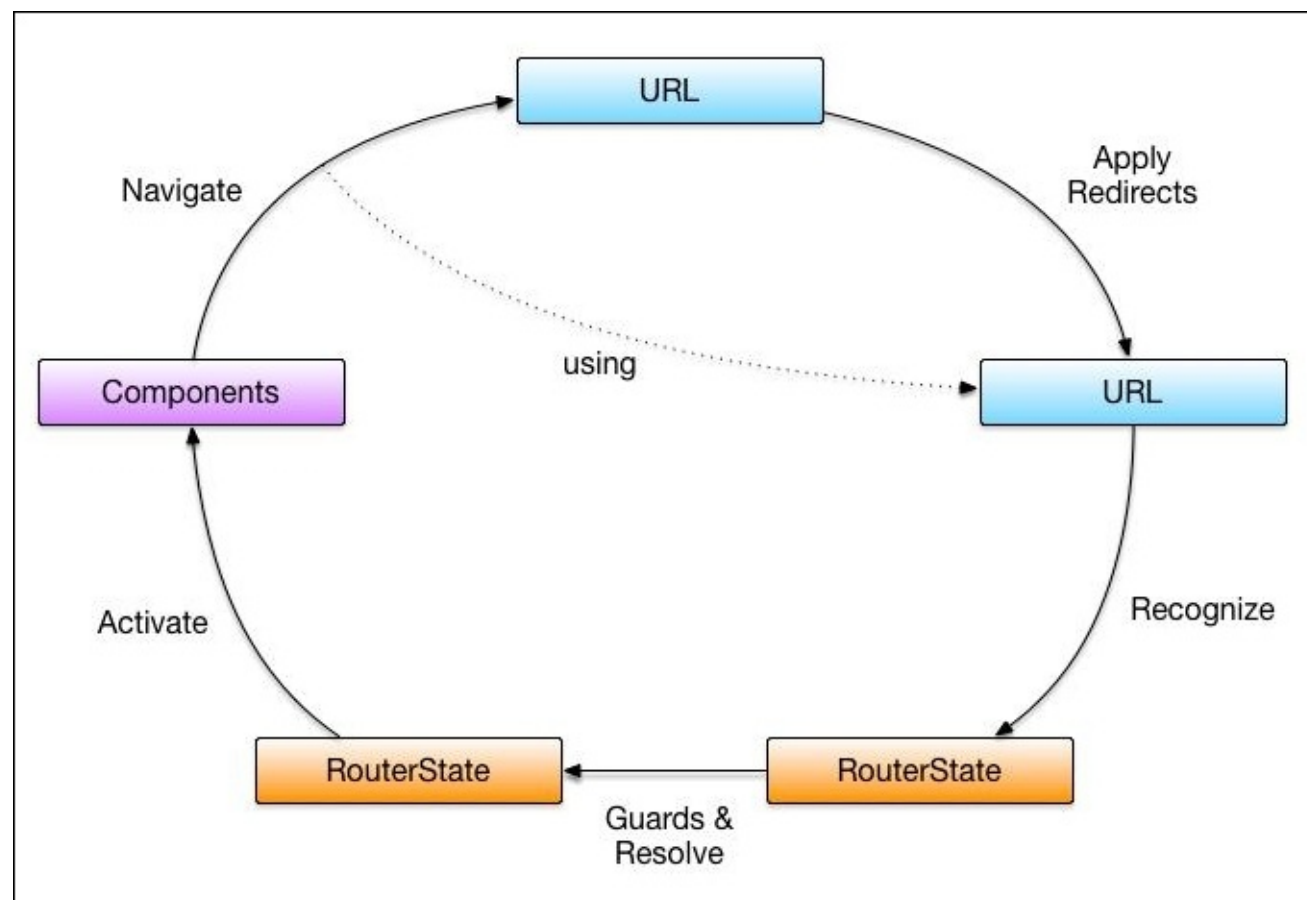 URL
Apply
Redirects
Navigate
using
Components
URL
Activate
Recognize
RouterState
RouterState
Guards &
Resolve